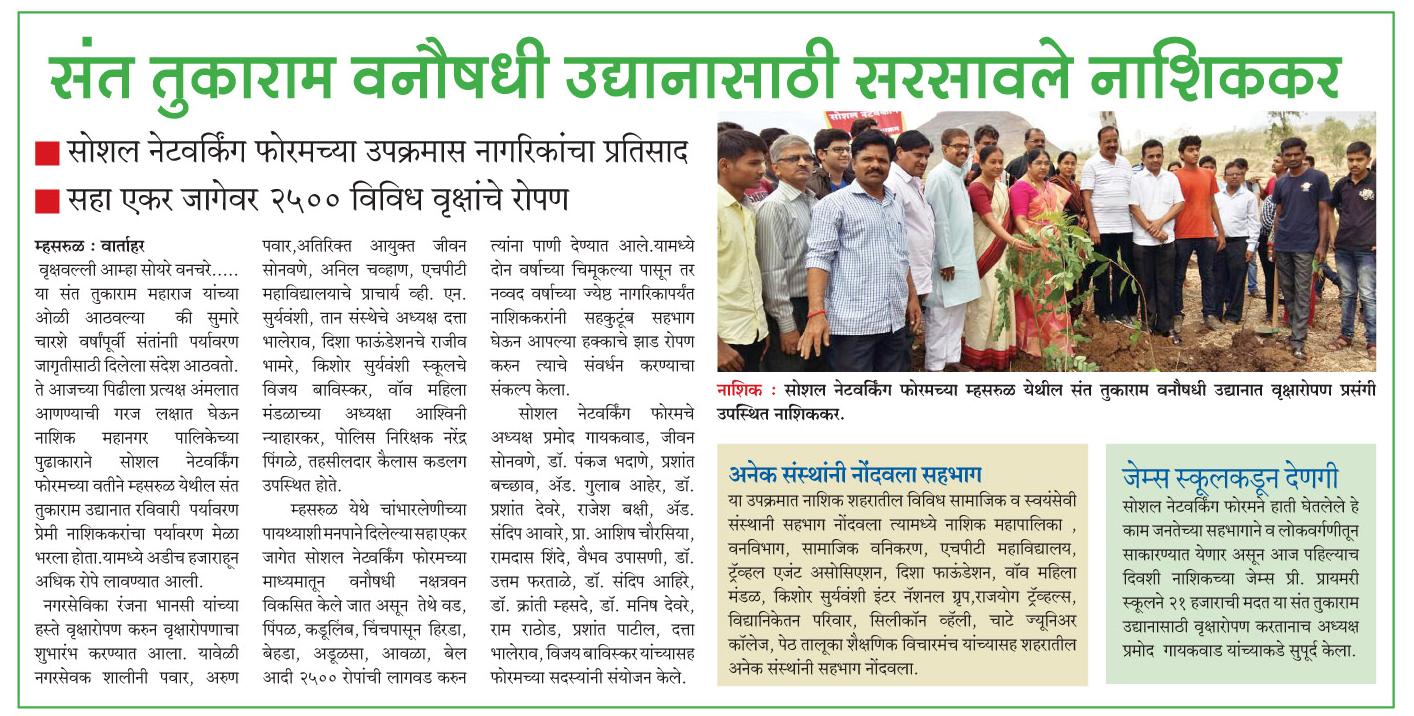 संत तुकाराम वनौषधी उद्यानासाठी सरसावले नाशिककर
सोशल नेटवर्किंग फोरमच्या उपक्रमास नागरिकांचा प्रतिसाद
सहा एकर जागेवर २५०० विविध वृक्षांचे रोपण
म्हसरुळ : वार्ताहर
वृक्षवल्ली आम्हा सोयरे वनचरे.....
या संत तुकाराम महाराज यांच्या
ओळी आठवल्या की सुमारे
चारशे वर्षांपूर्वी संतांनाी पर्यावरण
जागृतीसाठी दिलेला संदेश आठवतो.
ते आजच्या पिढीला प्रत्यक्ष अंमलात
आणण्याची गरज लक्षात घेऊन
नाशिक महानगर पालिकेच्या
पुढाकाराने सोशल नेटवर्किंग
फोरमच्या वतीने म्हसरुळ येथील संत
तुकाराम उद्यानात रविवारी पर्यावरण
प्रेमी नाशिककरांचा पर्यावरण मेळा
भरला होता.यामध्ये अडीच हजाराहून
अधिक रोपे लावण्यात आली.
नगरसेविका रंजना भानसी यांच्या
हस्ते वृक्षारोपण करुन वृक्षारोपणाचा
शुभारंभ करण्यात आला. यावेळी
नगरसेवक शालीनी पवार, अरुण
पवार,अतिरिक्त आयुक्त जीवन
सोनवणे, अनिल चव्हाण, एचपीटी
महाविद्यालयाचे प्राचार्य व्ही. एन.
सुर्यवंशी, तान संस्थेचे अध्यक्ष दत्ता
भालेराव, दिशा फाऊंडेशनचे राजीव
भामरे, किशोर सुर्यवंशी स्कूलचे
विजय बाविस्कर, वॉव महिला
मंडळाच्या अध्यक्षा आश्विनी
न्याहारकर, पोलिस निरिक्षक नरेंद्र
पिंगळे, तहसीलदार कैलास कडलग
उपस्थित होते.
म्हसरुळ येथे चांभारलेणीच्या
पायथ्याशी मनपाने दिलेल्या सहा एकर
जागेत सोशल नेटवर्किंग फोरमच्या
माध्यमातून वनौषधी नक्षत्रवन
विकसित केले जात असून तेथे वड,
पिंपळ, कडूलिंब, चिंचपासून हिरडा,
बेहडा, अडूळसा, आवळा, बेल
आदी २५०० रोपांची लागवड करुन
त्यांना पाणी देण्यात आले.यामध्ये
दोन वर्षाच्या चिमूकल्या पासून तर
नव्वद वर्षाच्या ज्येष्ठ नागरिकापर्यंत
नाशिककरांनी सहकुटूंब सहभाग
घेऊन आपल्या हक्काचे झाड रोपण
करुन त्याचे संवर्धन करण्याचा
संकल्प केला.
सोशल नेटवर्किंग फोरमचे
अध्यक्ष प्रमोद गायकवाड, जीवन
सोनवणे, डॉ. पंकज भदाणे, प्रशांत
बच्छाव, ॲड. गुलाब आहेर, डॉ.
प्रशांत देवरे, राजेश बक्षी, ॲड.
संदिप आवारे, प्रा. आशिष चौरसिया,
रामदास शिंदे, वैभव उपासणी, डॉ.
उत्तम फरताळे, डॉ. संदिप आहिरे,
डॉ. क्रांती म्हसदे, डॉ. मनिष देवरे,
राम राठोड, प्रशांत पाटील, दत्ता
भालेराव, विजय बाविस्कर यांच्यासह
फोरमच्या सदस्यांनी संयोजन केले.
सोशल नेटवर्कींग
नाशिक : सोशल नेटवर्किंग फोरमच्या म्हसरुळ येथील संत तुकाराम वनौषधी उद्यानात वृक्षारोपण प्रसंगी
उपस्थित नाशिककर.
अनेक संस्थांनी नोंदवला सहभाग
या उपक्रमात नाशिक शहरातील विविध सामाजिक व स्वयंसेवी
संस्थानी सहभाग नोंदवला त्यामध्ये नाशिक महापालिका ,
वनविभाग, सामाजिक वनिकरण, एचपीटी महाविद्यालय,
ट्रॅव्हल एजंट असोसिएशन, दिशा फाऊंडेशन, वॉव महिला
मंडळ, किशोर सुर्यवंशी इंटर नॅशनल ग्रृप,राजयोग ट्रॅव्हल्स,
विद्यानिकेतन परिवार, सिलीकॉन व्हॅली, चाटे ज्यूनिअर
कॉलेज, पेठ तालूका शैक्षणिक विचारमंच यांच्यासह शहरातील
अनेक संस्थांनी सहभाग नोंदवला.
जेम्स स्कूलकडून देणगी
सोशल नेटवर्किंग फोरमने हाती घेतलेले हे
काम जनतेच्या सहभागाने व लोकवर्गणीतून
साकारण्यात येणार असून आज पहिल्याच
दिवशी नाशिकच्या जेम्स प्री. प्रायमरी
स्कूलने २१ हजाराची मदत या संत तुकाराम
उद्यानासाठी वृक्षारोपण करतानाच अध्यक्ष
प्रमोद गायकवाड यांच्याकडे सुपूर्द केला.